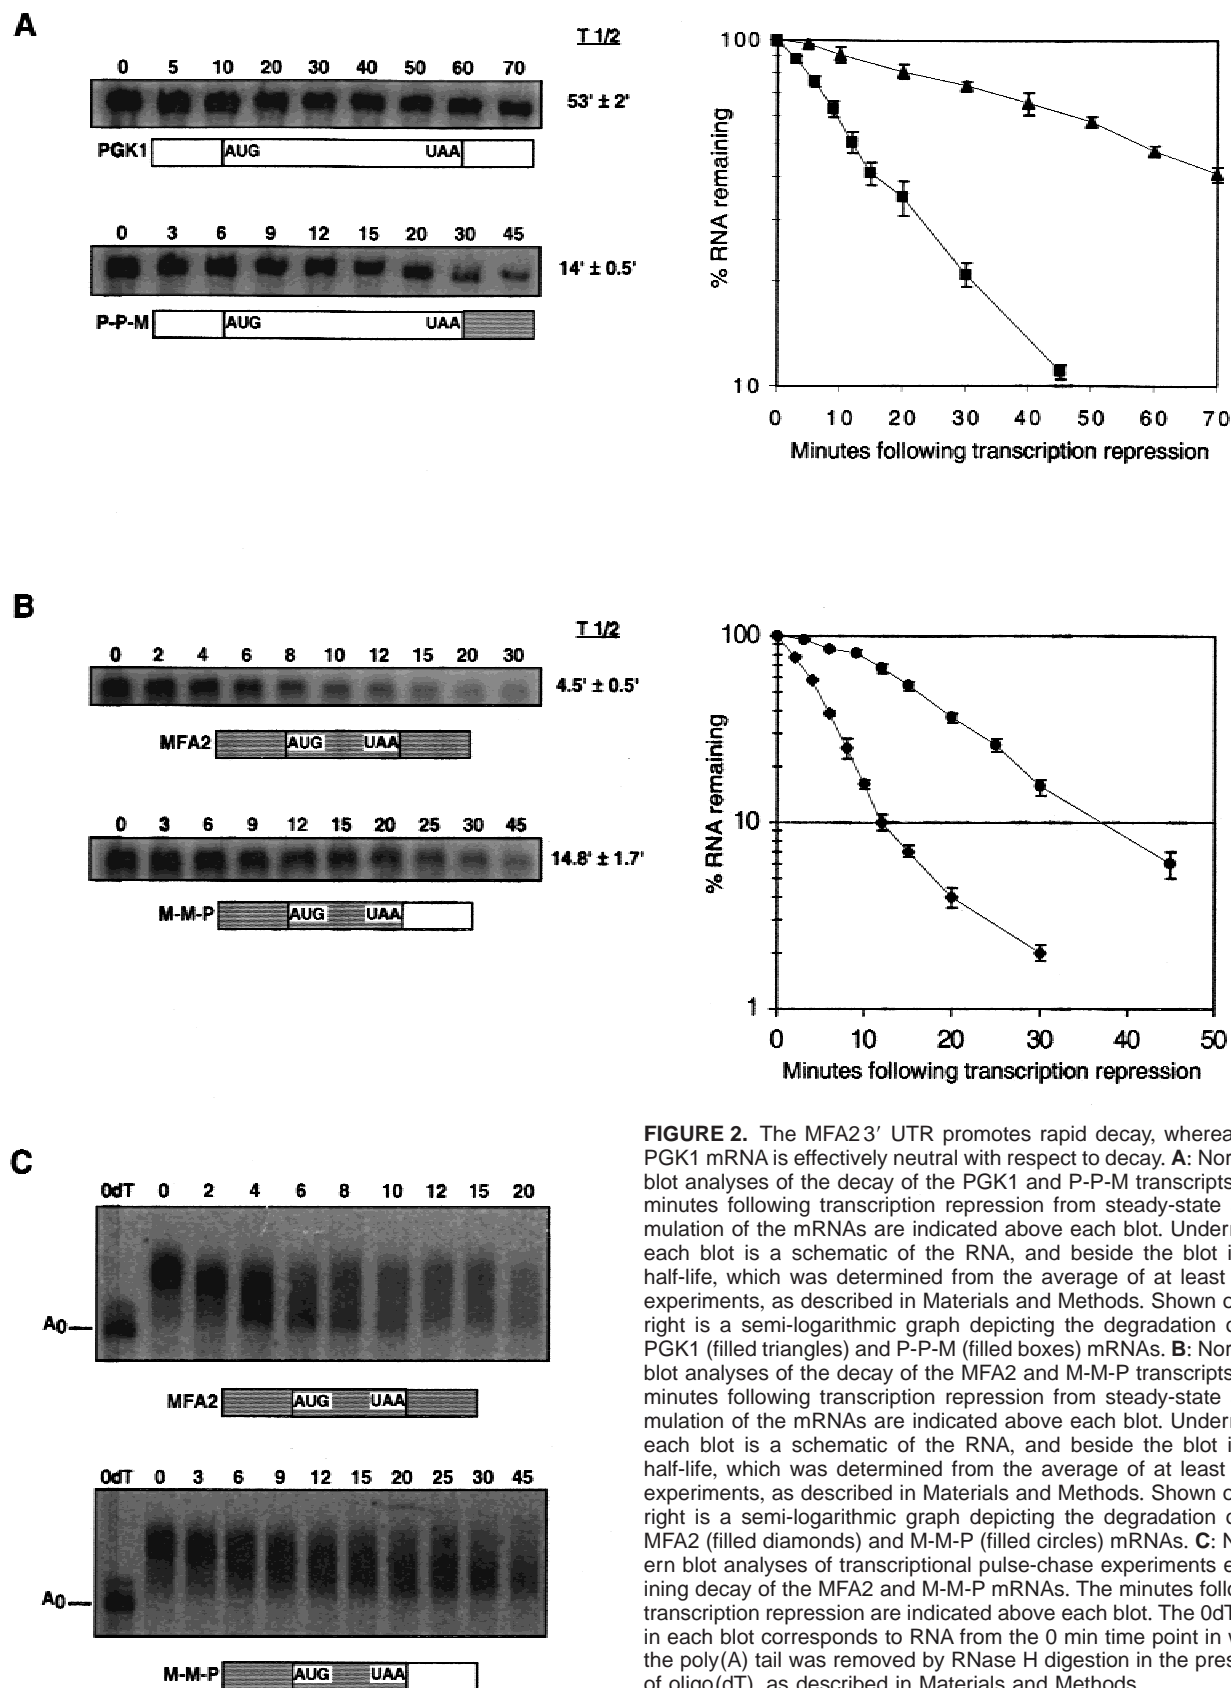 A
T 1/2
0 5 10 20 30 40 50 60 70
53' ± 2'
PGK1 AUG UAA
0 3 6 9 12 15 20 30 45
14' ± 0.5'
P-P-M AUG UAA
100
10
% RNA remaining
0 10 20 30 40 50 60 70
Minutes following transcription repression
B
T 1/2
0 2 4 6 8 10 12 15 20 30
4.5' ± 0.5'
MFA2 AUG UAA
0 3 6 9 12 15 20 25 30 45
14.8' ± 1.7'
M-M-P AUG UAA
100
10
1
% RNA remaining
0 10 20 30 40 50
Minutes following transcription repression
C
0dT 0 2 4 6 8 10 12 15 20
A0
MFA2 AUG UAA
0dT 0 3 6 9 12 15 20 25 30 45
A0
M-M-P AUG UAA
FIGURE 2. The MFA2 3′ UTR promotes rapid decay, wherea
PGK1 mRNA is effectively neutral with respect to decay. A: Nor
blot analyses of the decay of the PGK1 and P-P-M transcripts
minutes following transcription repression from steady-state
mulation of the mRNAs are indicated above each blot. Undern
each blot is a schematic of the RNA, and beside the blot i
half-life, which was determined from the average of at least
experiments, as described in Materials and Methods. Shown o
right is a semi-logarithmic graph depicting the degradation o
PGK1 (filled triangles) and P-P-M (filled boxes) mRNAs. B: Nor
blot analyses of the decay of the MFA2 and M-M-P transcripts
minutes following transcription repression from steady-state
mulation of the mRNAs are indicated above each blot. Undern
each blot is a schematic of the RNA, and beside the blot i
half-life, which was determined from the average of at least
experiments, as described in Materials and Methods. Shown o
right is a semi-logarithmic graph depicting the degradation o
MFA2 (filled diamonds) and M-M-P (filled circles) mRNAs. C: N
ern blot analyses of transcriptional pulse-chase experiments e
ining decay of the MFA2 and M-M-P mRNAs. The minutes follo
transcription repression are indicated above each blot. The 0dT
in each blot corresponds to RNA from the 0 min time point in w
the poly(A) tail was removed by RNase H digestion in the pres
of oligo(dT), as described in Materials and Methods.